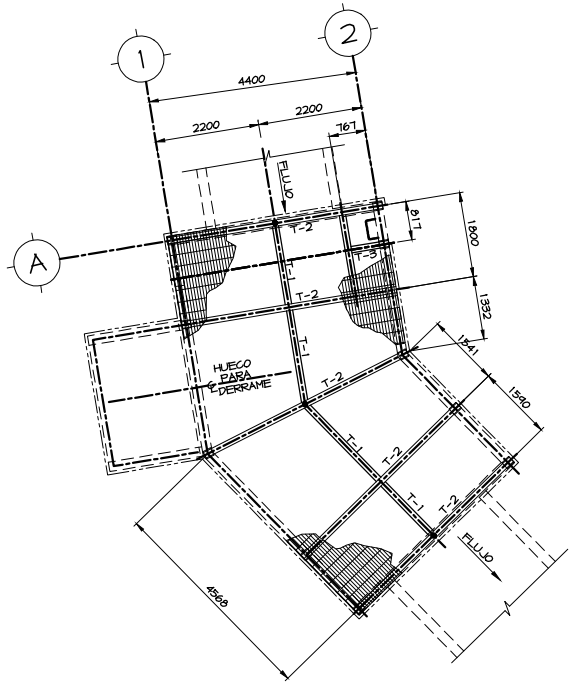 1
2
4400
2200
2200
767
FLUJO
A
T-2
817
1800
T-1
T-3
T-2
1332
T-1
HUECO
PARA
℄ DERRAME
T-2
1341
1590
T-1
T-2
T-1
T-2
FLUJO
4568